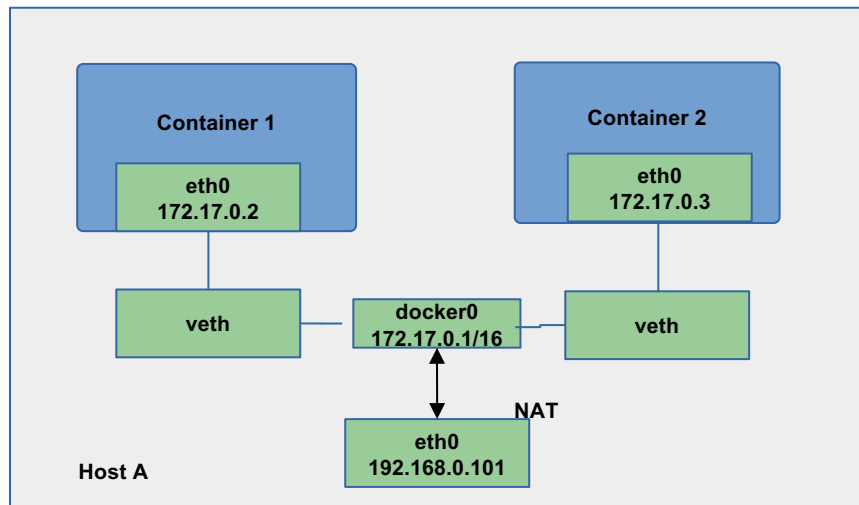 Container 1
eth0
172.17.0.2
Container 2
eth0
172.17.0.3
veth
docker0
172.17.0.1/16
veth
NAT
eth0
192.168.0.101
Host A